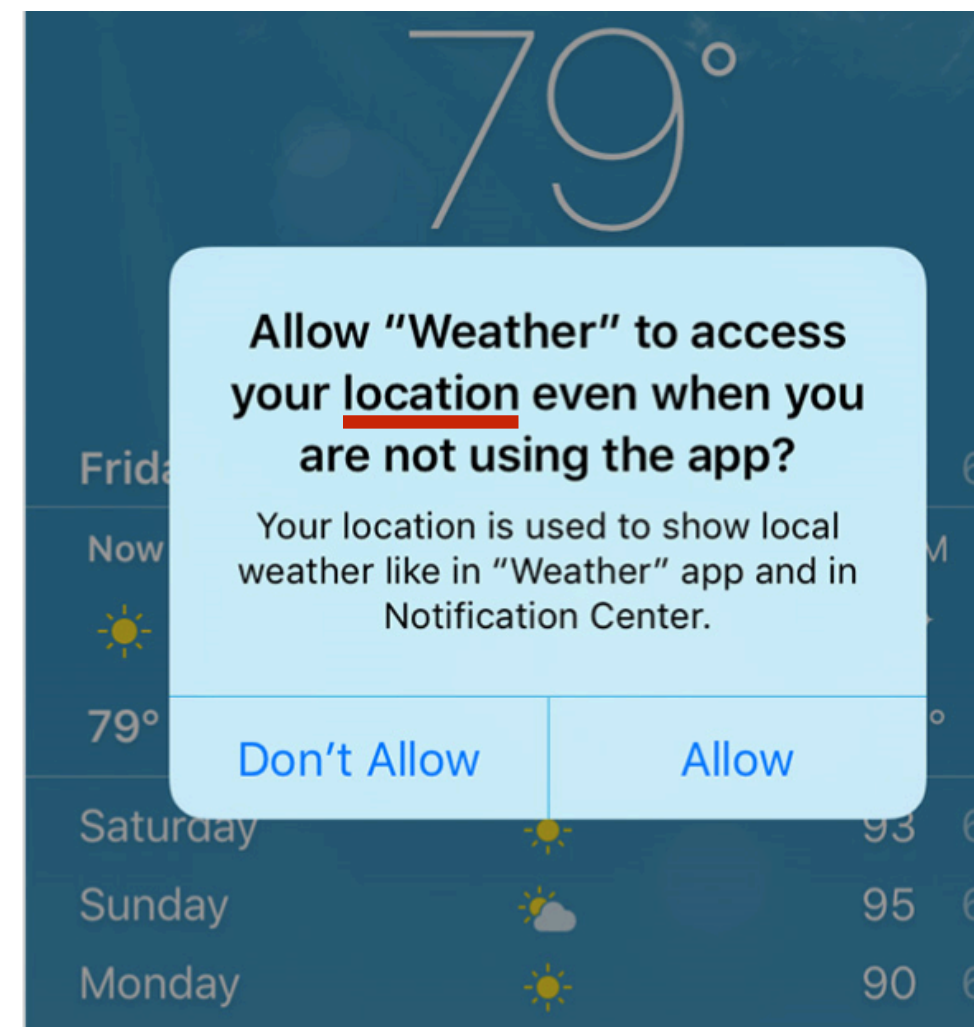 79°
Allow “Weather” to access
your location even when you
are not using the app?
Your location is used to show local
weather like in “Weather” app and in
Notification Center.
Don’t Allow
Allow
Now
79°
Saturday 93
Sunday 95
Monday 90